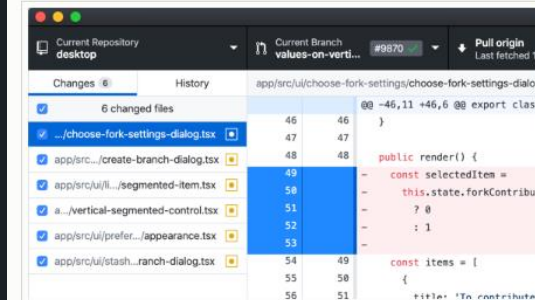 Current Repository
desktop
Current Branch
values-on-verti...
#9870
Pull origin
Last fetched
Changes 6
History
app/src/ui/choose-fork-settings/choose-fork-settings-dialo
6 changed files
@@ -46,11 +46,6 @@ export clas
.../choose-fork-settings-dialog.tsx
46 46 }
47 47
app/src.../create-branch-dialog.tsx
48 48 public render() {
49 - const selectedItem =
app/src/ui/li.../segmented-item.tsx
50 - this.state.forkContribu
a.../vertical-segmented-control.tsx
51 - ? 0
52 - : 1
app/src/ui/prefer.../appearance.tsx
53 -
app/src/ui/stash...ranch-dialog.tsx
54 49 const items = [
55 50 {
56 51 title: 'To contribute